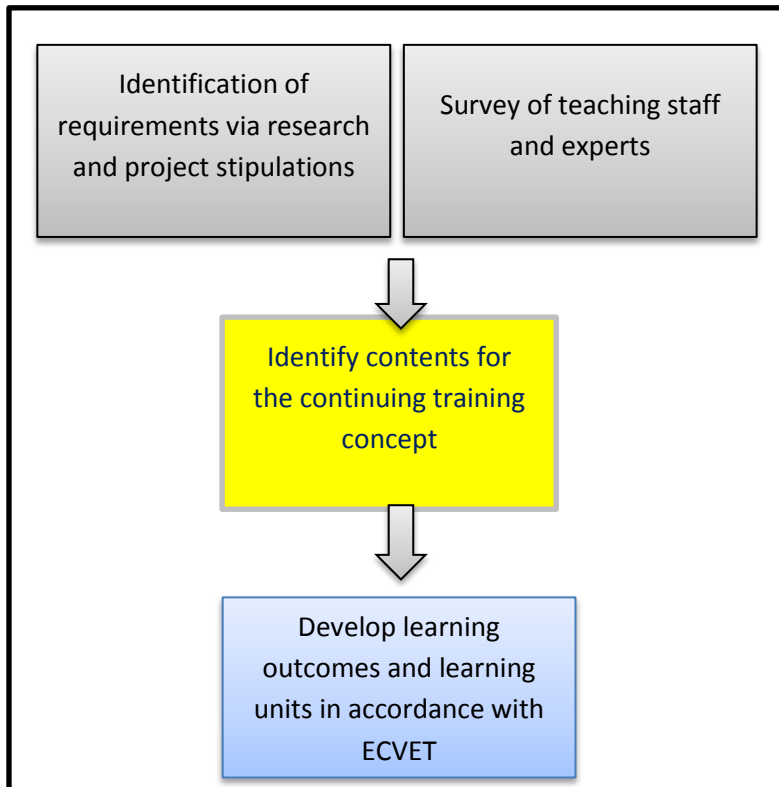 Identification of
requirements via research
and project stipulations
Survey of teaching staff
and experts
Identify contents for
the continuing training
concept
Develop learning
outcomes and learning
units in accordance with
ECVET